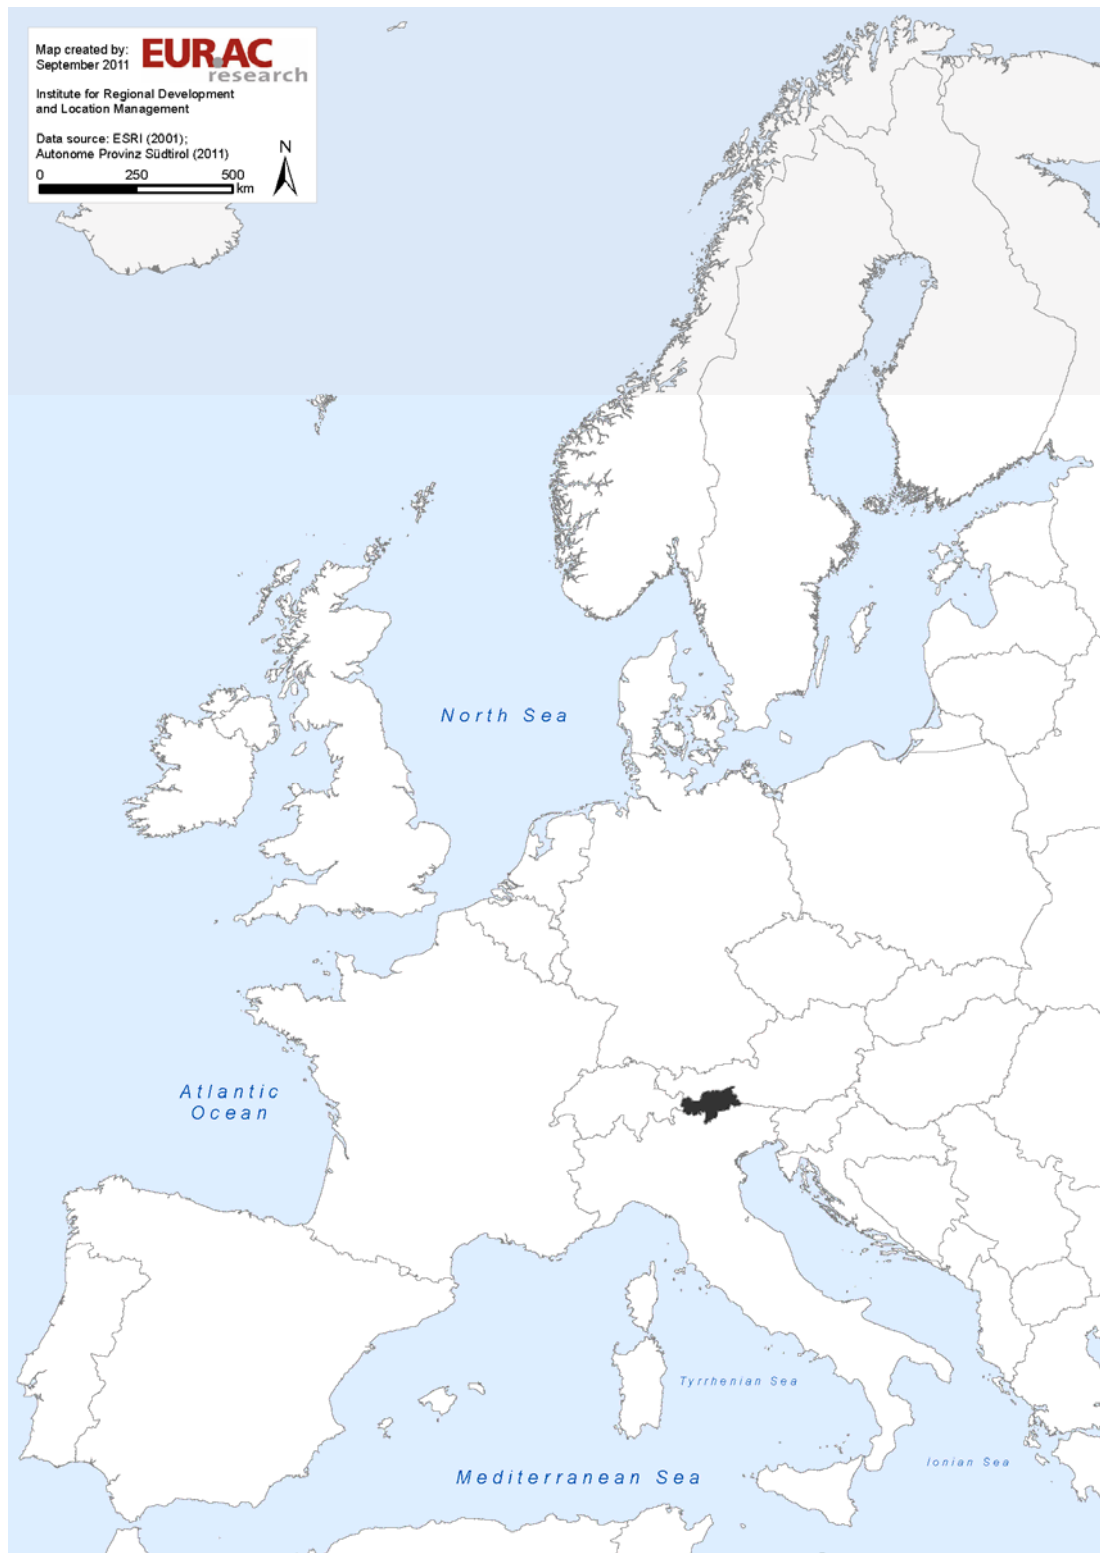 Map created by:
September 2011
EURAC
research
Institute for Regional Development
and Location Management
Data source: ESRI (2001);
Autonome Provinz Südtirol (2011)
N
0 250 500
km
North Sea
Atlantic
Ocean
Tyrrhenian Sea
Ionian Sea
Mediterranean Sea